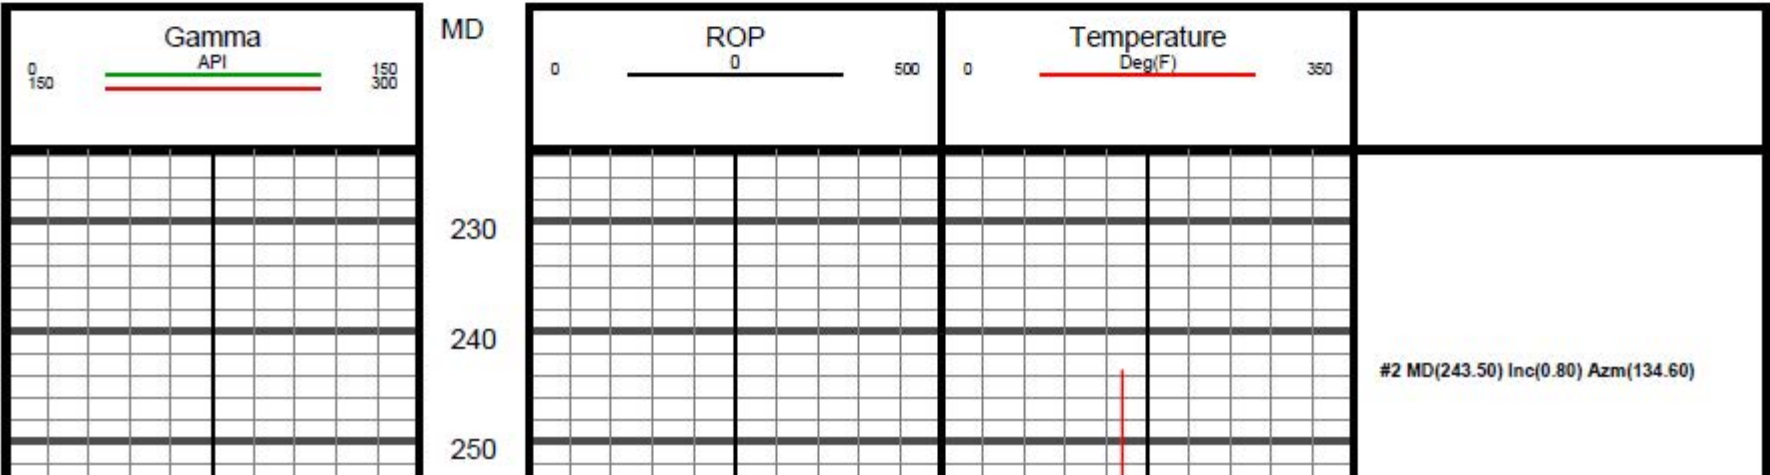 Gamma
API
0 150
150 300
MD
ROP
0
0 500
Temperature
Deg(F)
0 350
230
240
#2 MD(243.50) Inc(0.80) Azm(134.60)
250